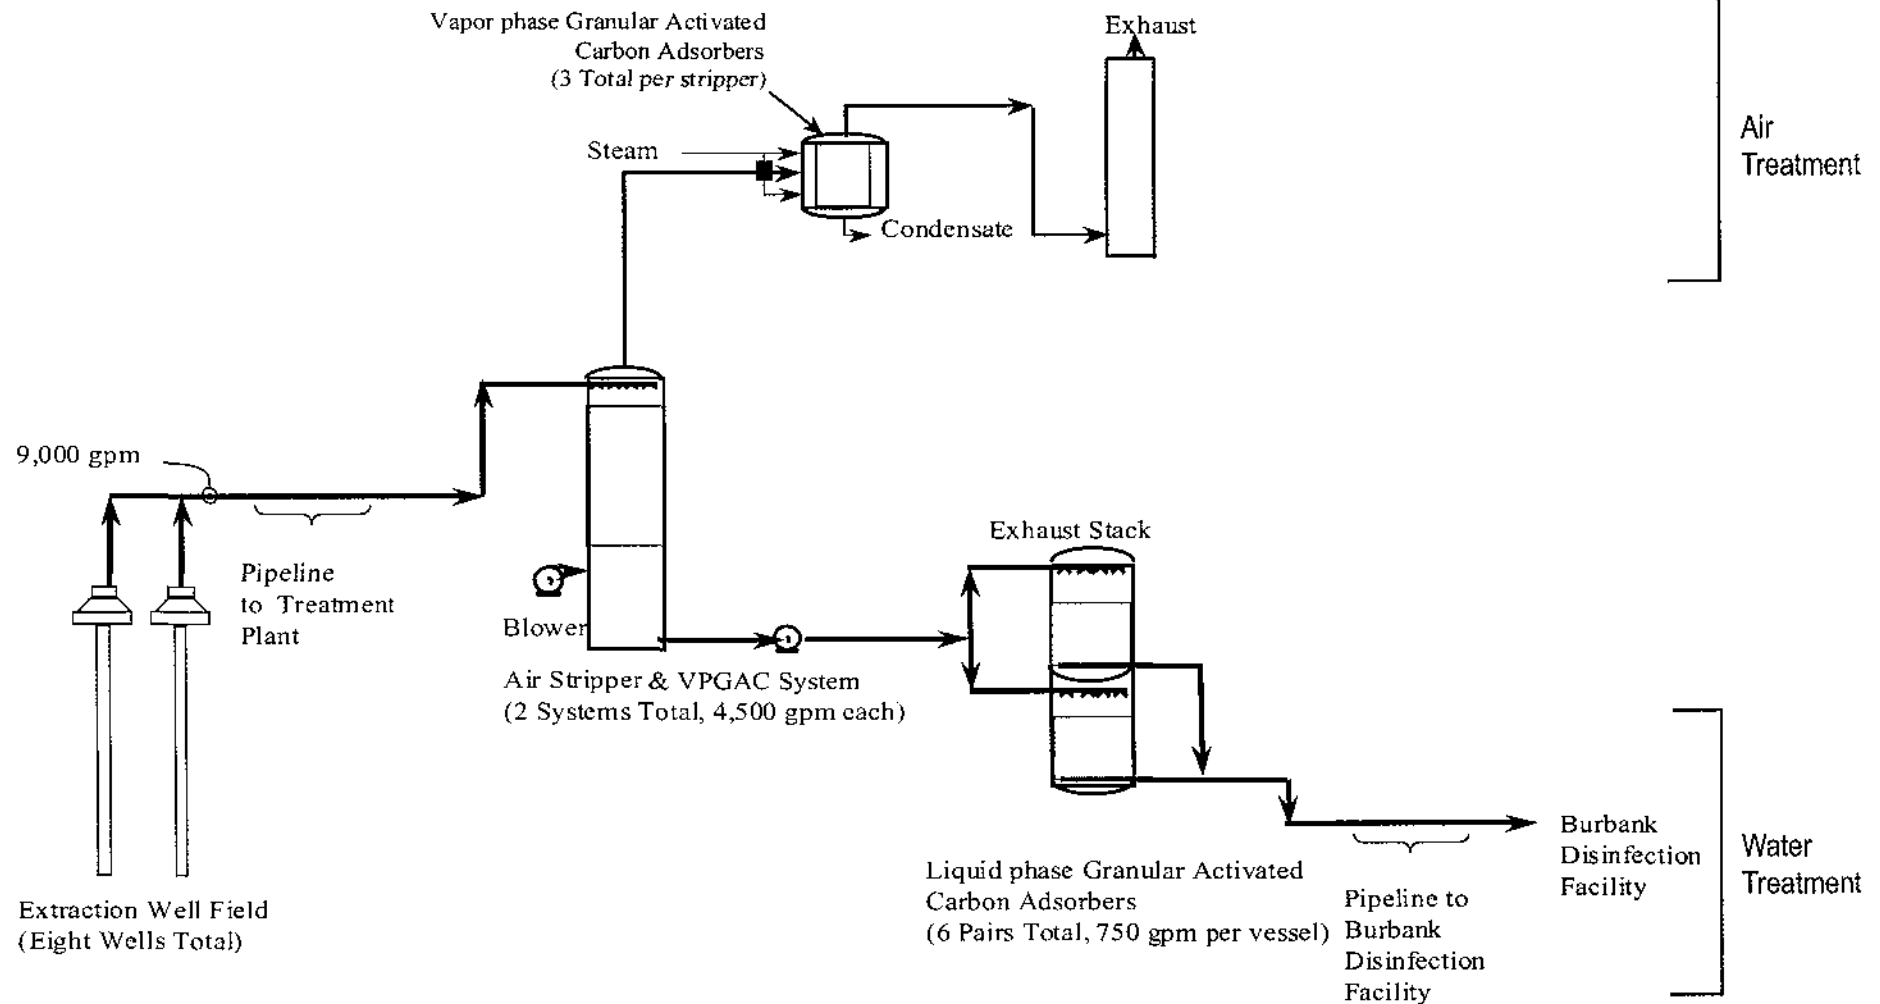 Vapor phase Granular Activated
Carbon Adsorbers
(3 Total per stripper)
Exhaust
Air
Treatment
Steam
Condensate
9,000 gpm
Pipeline
to Treatment
Plant
Blower
Exhaust Stack
Air Stripper & VPGAC System
(2 Systems Total, 4,500 gpm each)
Extraction Well Field
(Eight Wells Total)
Liquid phase Granular Activated
Carbon Adsorbers
(6 Pairs Total, 750 gpm per vessel)
Pipeline to
Burbank
Disinfection
Facility
Burbank
Disinfection
Facility
Water
Treatment